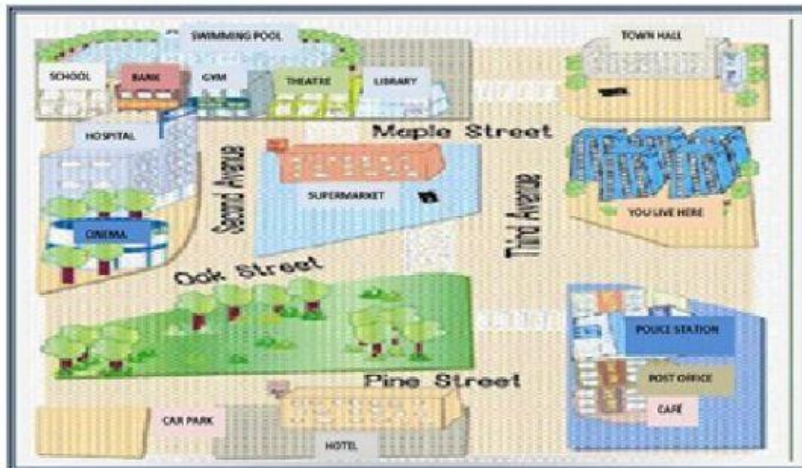 SWIMMING POOL
TOWN HALL
SCHOOL
BANK
GYM
THEATRE
LIBRARY
HOSPITAL
Maple Street
Second Avenue
SUPERMARKET
Third Avenue
YOU LIVE HERE
CINEMA
Oak Street
POLICE STATION
Pine Street
POST OFFICE
CAFÉ
CAR PARK
HOTEL